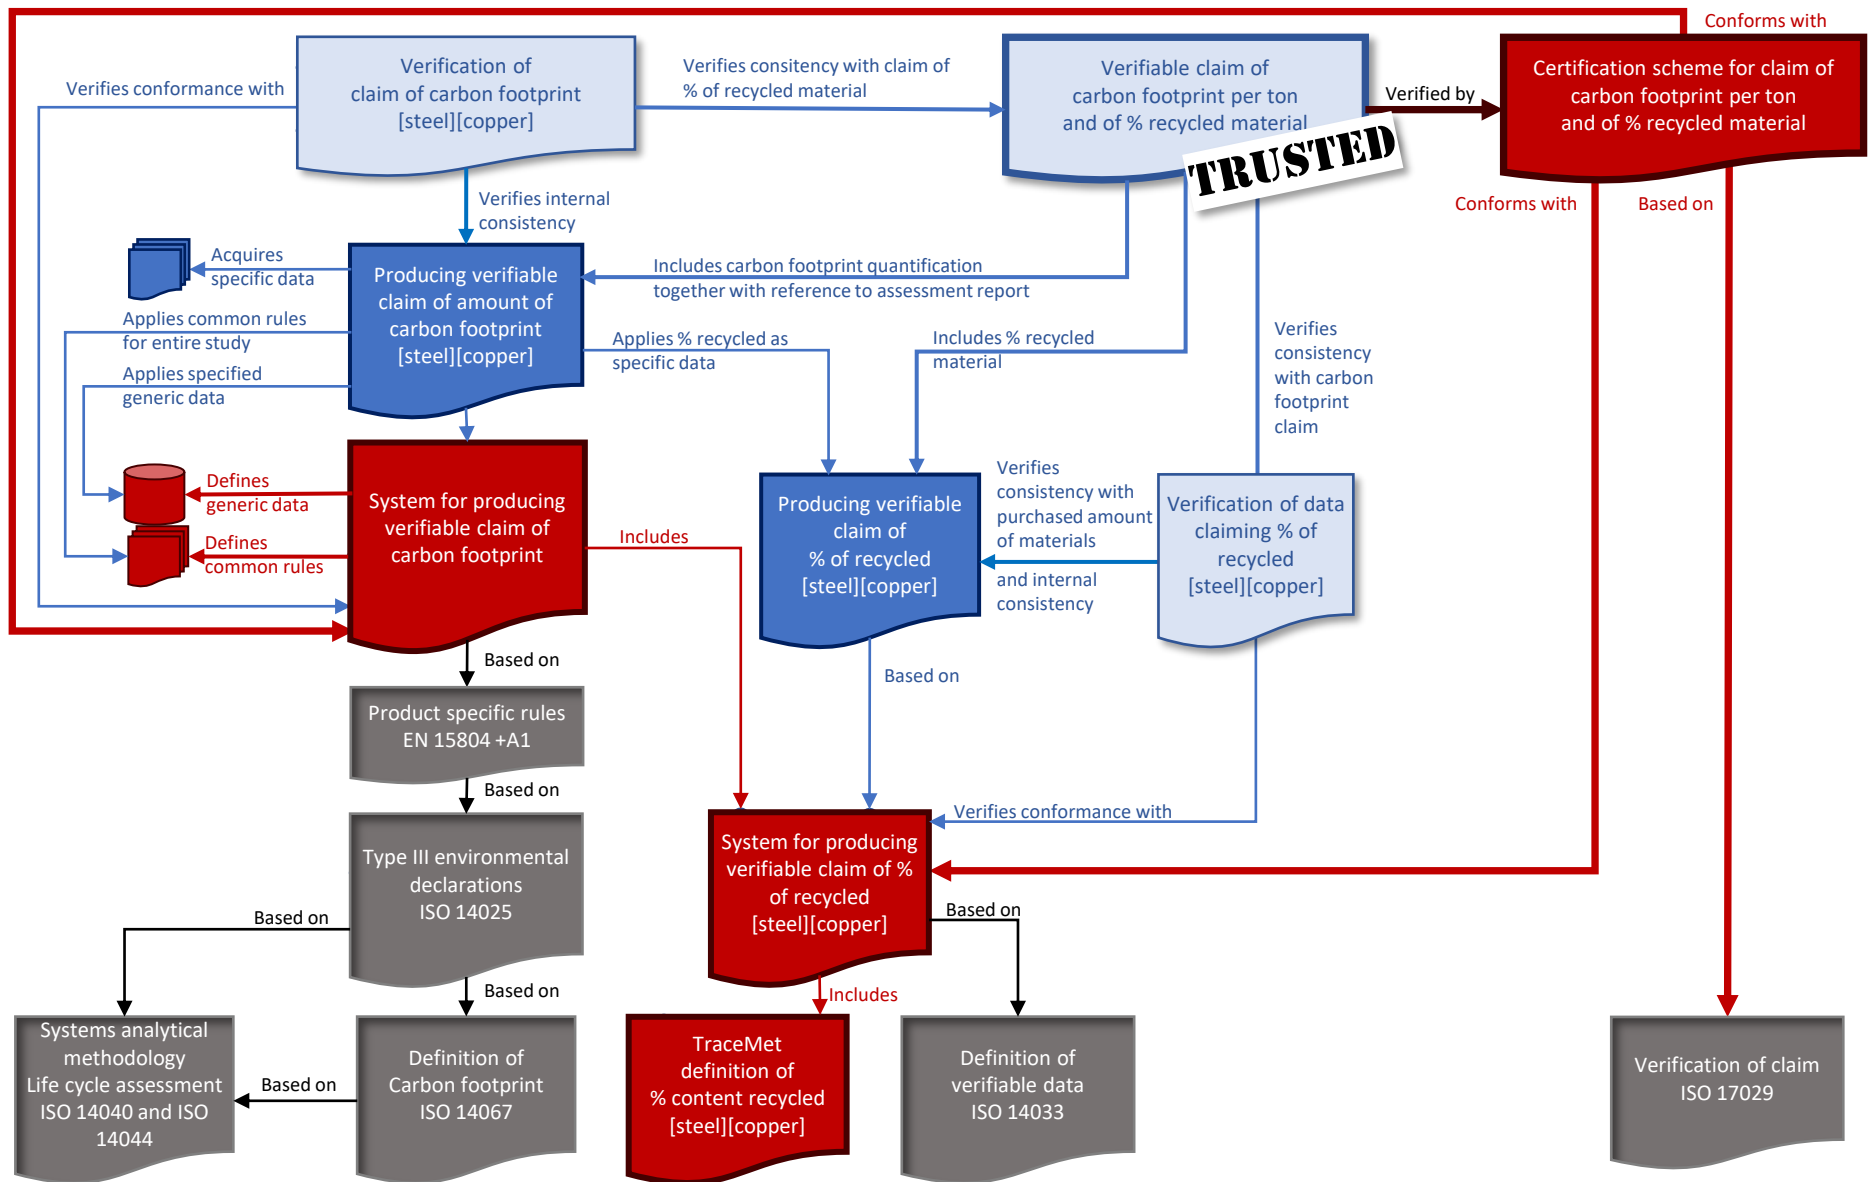 Conforms with
Verification of
claim of carbon footprint
[steel][copper]
Verifies conformance with
Verifies consitency with claim of
% of recycled material
Verifiable claim of
carbon footprint per ton
and of % recycled material
TRUSTED
Verified by
Certification scheme for claim of
carbon footprint per ton
and of % recycled material
Conforms with
Based on
Verifies internal
consistency
Acquires
specific data
Producing verifiable
claim of amount of
carbon footprint
[steel][copper]
Includes carbon footprint quantification
together with reference to assessment report
Applies common rules
for entire study
Applies specified
generic data
Applies % recycled as
specific data
Includes % recycled
material
Verifies
consistency
with carbon
footprint
claim
Defines
generic data
Defines
common rules
System for producing
verifiable claim of
carbon footprint
Includes
Producing verifiable
claim of
% of recycled
[steel][copper]
Verifies
consistency with
purchased amount
of materials
and internal
consistency
Verification of data
claiming % of
recycled
[steel][copper]
Based on
Based on
Product specific rules
EN 15804 +A1
Based on
Verifies conformance with
Type III environmental
declarations
ISO 14025
System for producing
verifiable claim of %
of recycled
[steel][copper]
Based on
Based on
Based on
Includes
Systems analytical
methodology
Life cycle assessment
ISO 14040 and ISO
14044
Based on
Definition of
Carbon footprint
ISO 14067
TraceMet
definition of
% content recycled
[steel][copper]
Definition of
verifiable data
ISO 14033
Verification of claim
ISO 17029